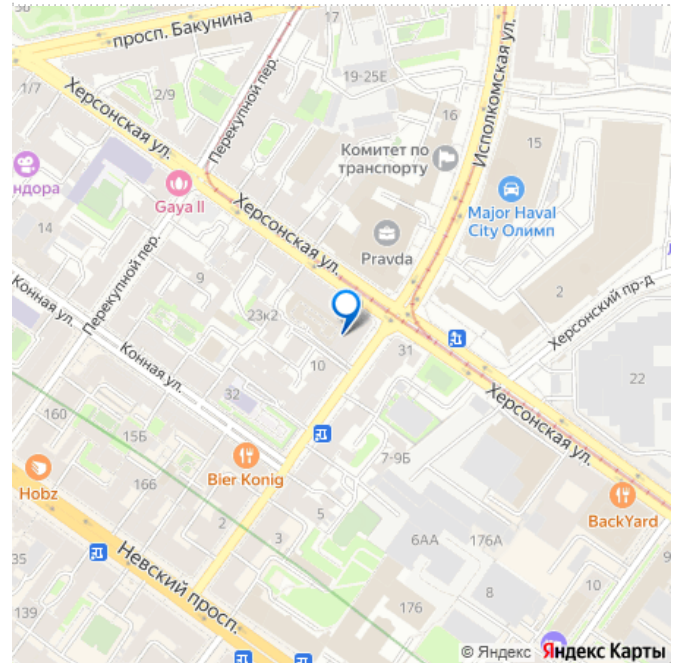 просп. Бакунина
1/7
2/9
Херсонская ул.
Перекупной пер.
19-25Е
16
Исполкомская ул.
15
Комитет по
транспорту
ндора
Gaya II
Херсонская ул.
Major Haval
City Олимп
14
Pravda
Перекупной пер.
9
2
Херсонский пр-д
Конная ул.
23к2
Конная ул.
10
31
22
32
160
15Б
Херсонская ул.
7-9Б
166
Bier Konig
Hobz
BackYard
2
5
3
6АА
176А
Невский просп.
35
139
8
10
9
176
© Яндекс Яндекс Карты